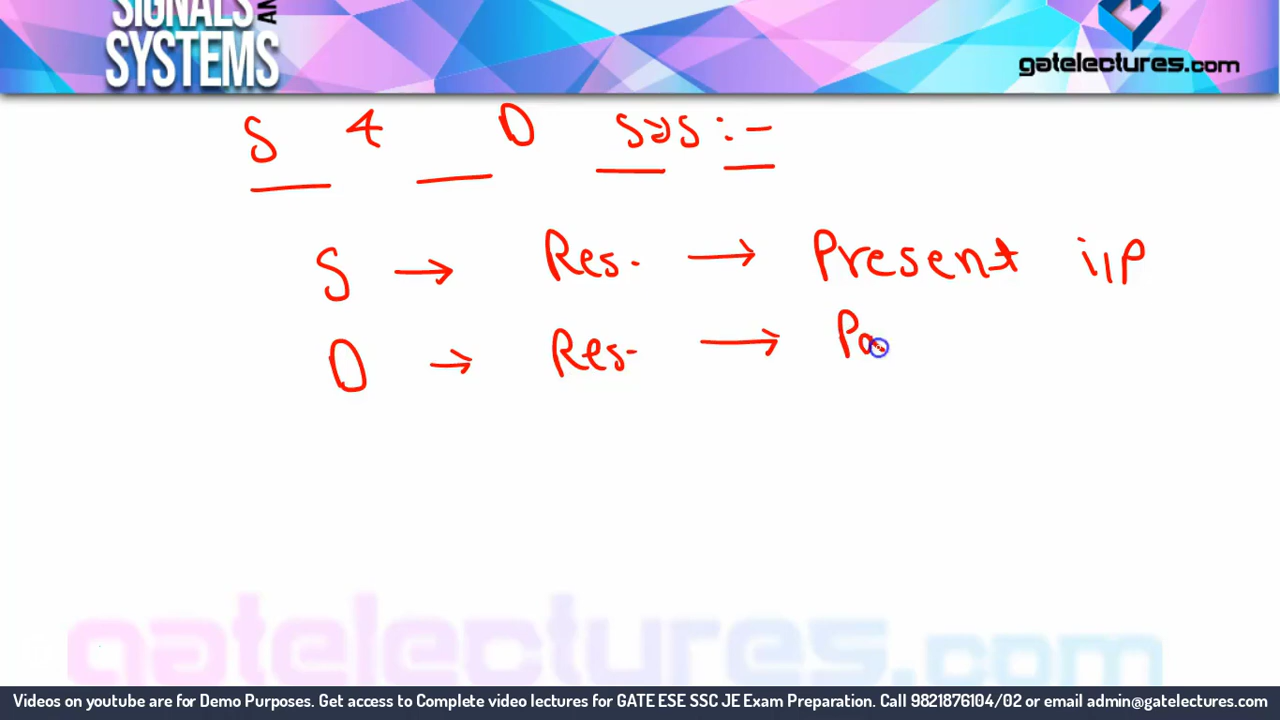 SIGNALS AND
SYSTEMS
gatelectures.com
S & D sys :-
S → Res. → Present i/p
D → Res. → Pa
gatelectures.com
Videos on youtube are for Demo Purposes. Get access to Complete video lectures for GATE ESE SSC JE Exam Preparation. Call 9821876104/02 or email admin@gatelectures.com